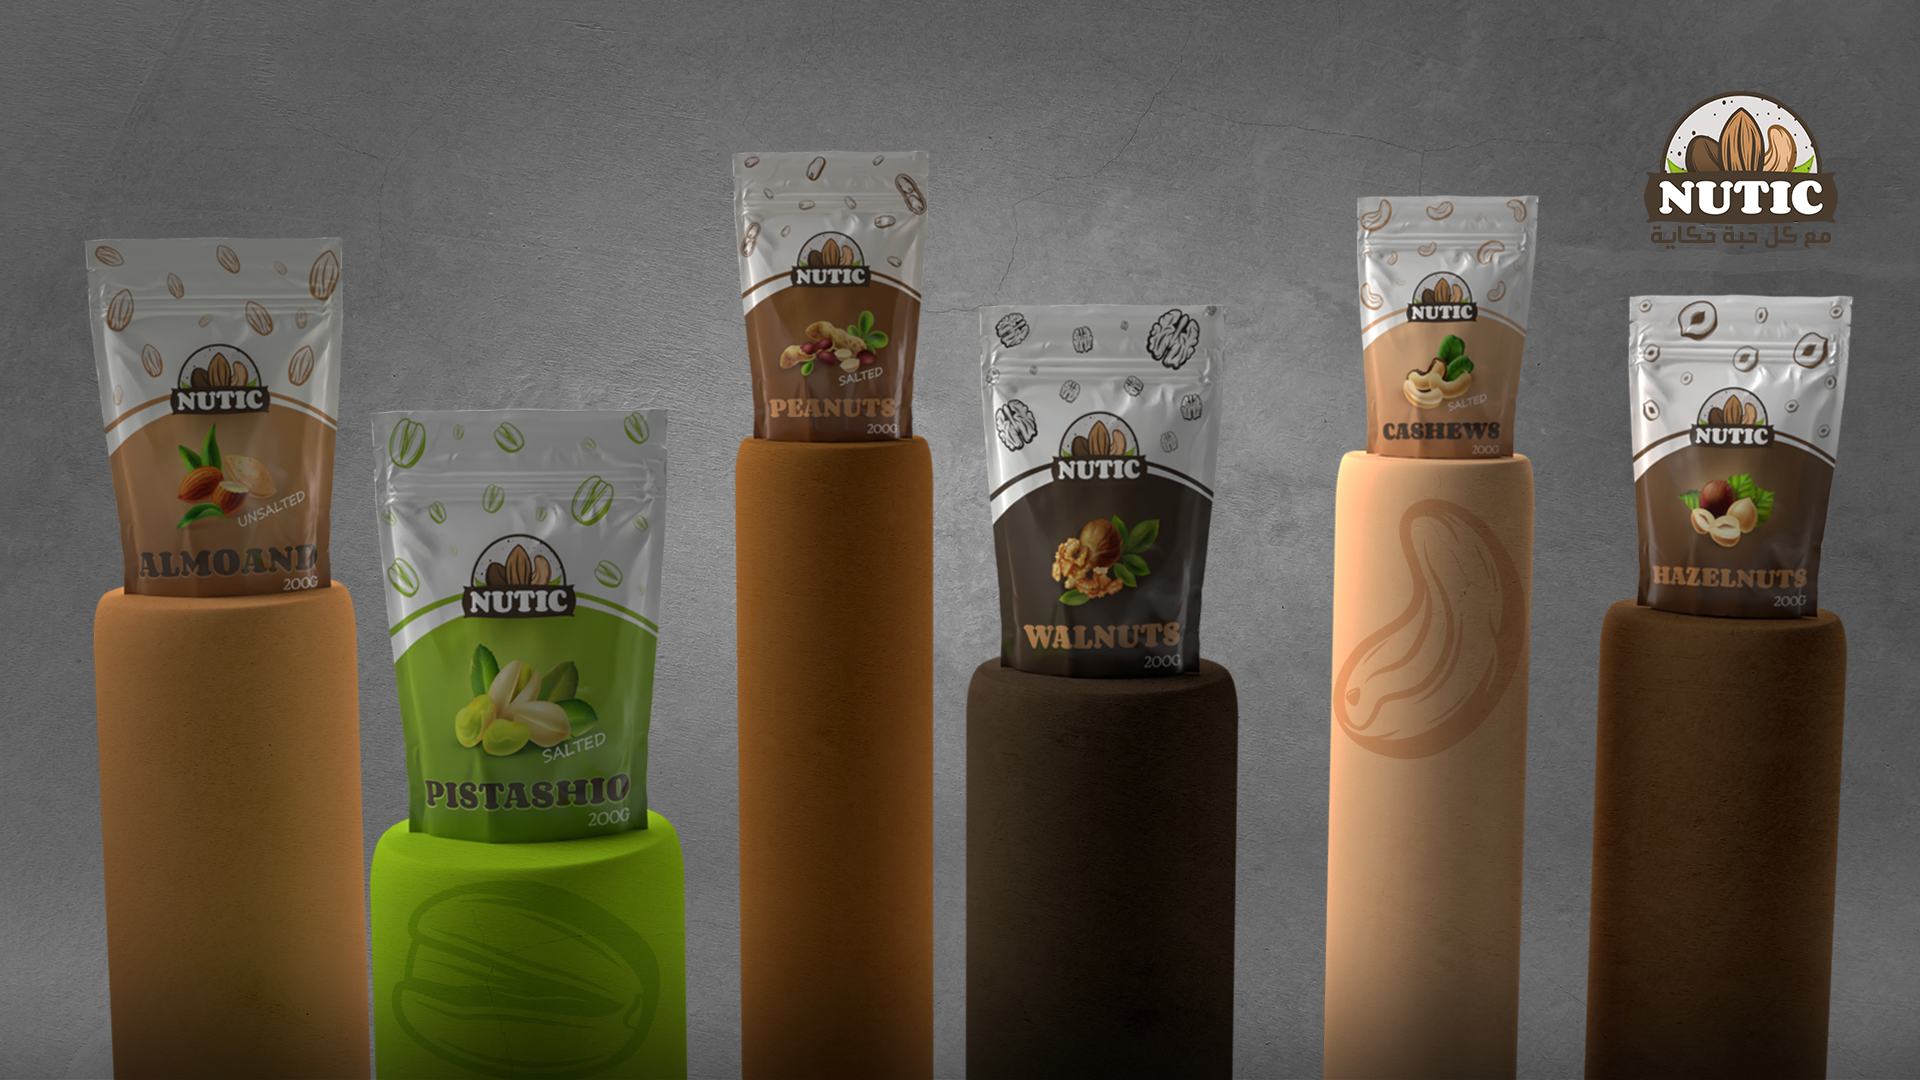 NUTIC
مع كل حبة حكاية
NUTIC
UNSALTED
ALMOAND
200G
NUTIC
SALTED
PISTASHIO
200G
NUTIC
SALTED
PEANUTS
200G
NUTIC
WALNUTS
200G
NUTIC
SALTED
CASHEWS
200G
NUTIC
HAZELNUTS
200G